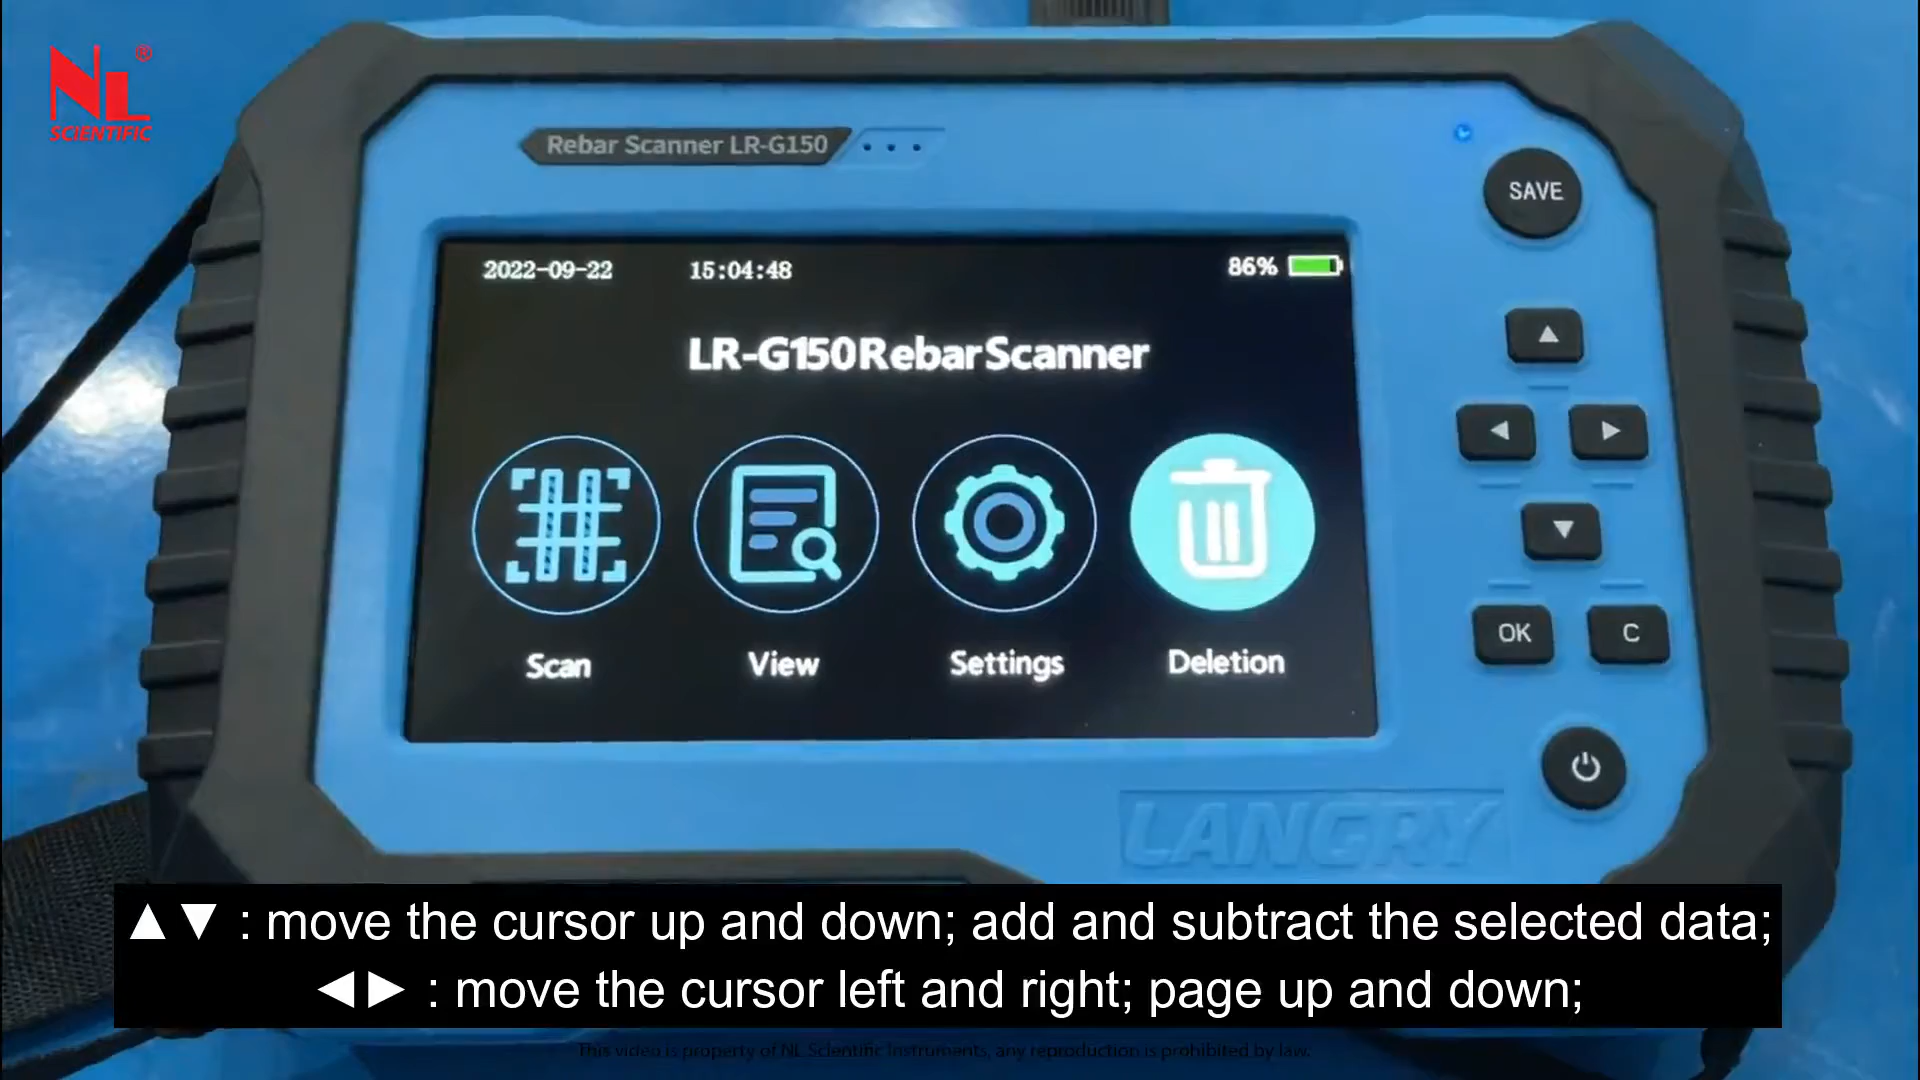 NL®
SCIENTIFIC
Rebar Scanner LR-G150
SAVE
2022-09-22 15:04:48 86%
LR-G150 Rebar Scanner
Scan View Settings Deletion
OK C
LANGRY
▲▼ : move the cursor up and down; add and subtract the selected data;
◀▶ : move the cursor left and right; page up and down;
This video is property of NL Scientific Instruments, any reproduction is prohibited by law.